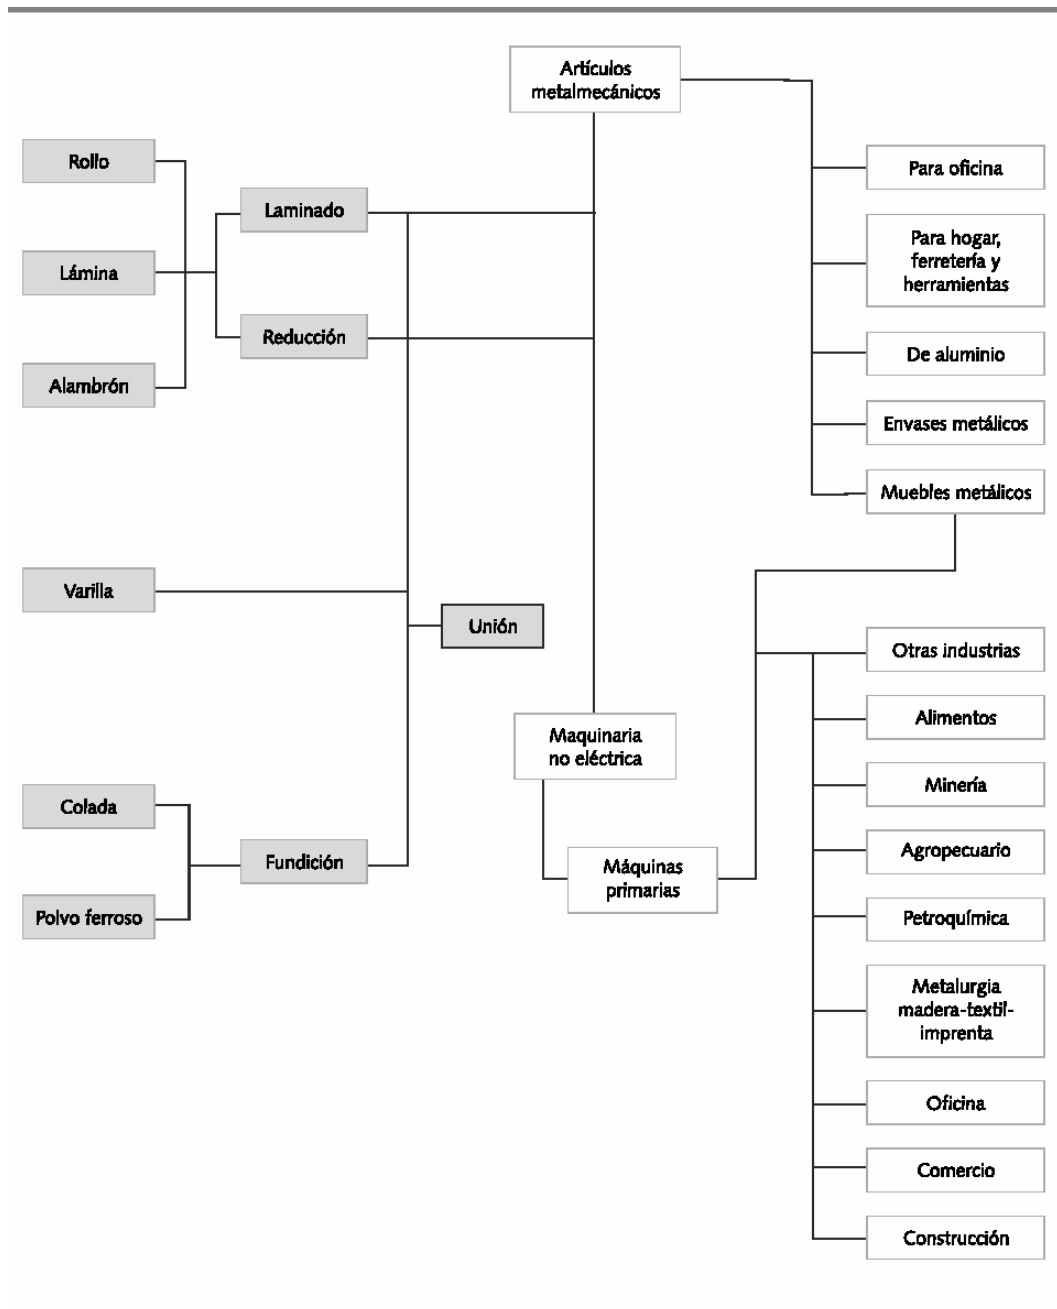 Artículos
metalmecánicos
Rollo
Lámina
Alambrón
Laminado
Reducción
Varilla
Unión
Colada
Polvo ferroso
Fundición
Maquinaria
no eléctrica
Máquinas
primarias
Para oficina
Para hogar,
ferretería y
herramientas
De aluminio
Envases metálicos
Muebles metálicos
Otras industrias
Alimentos
Minería
Agropecuario
Petroquímica
Metalurgia
madera-textil-
imprenta
Oficina
Comercio
Construcción